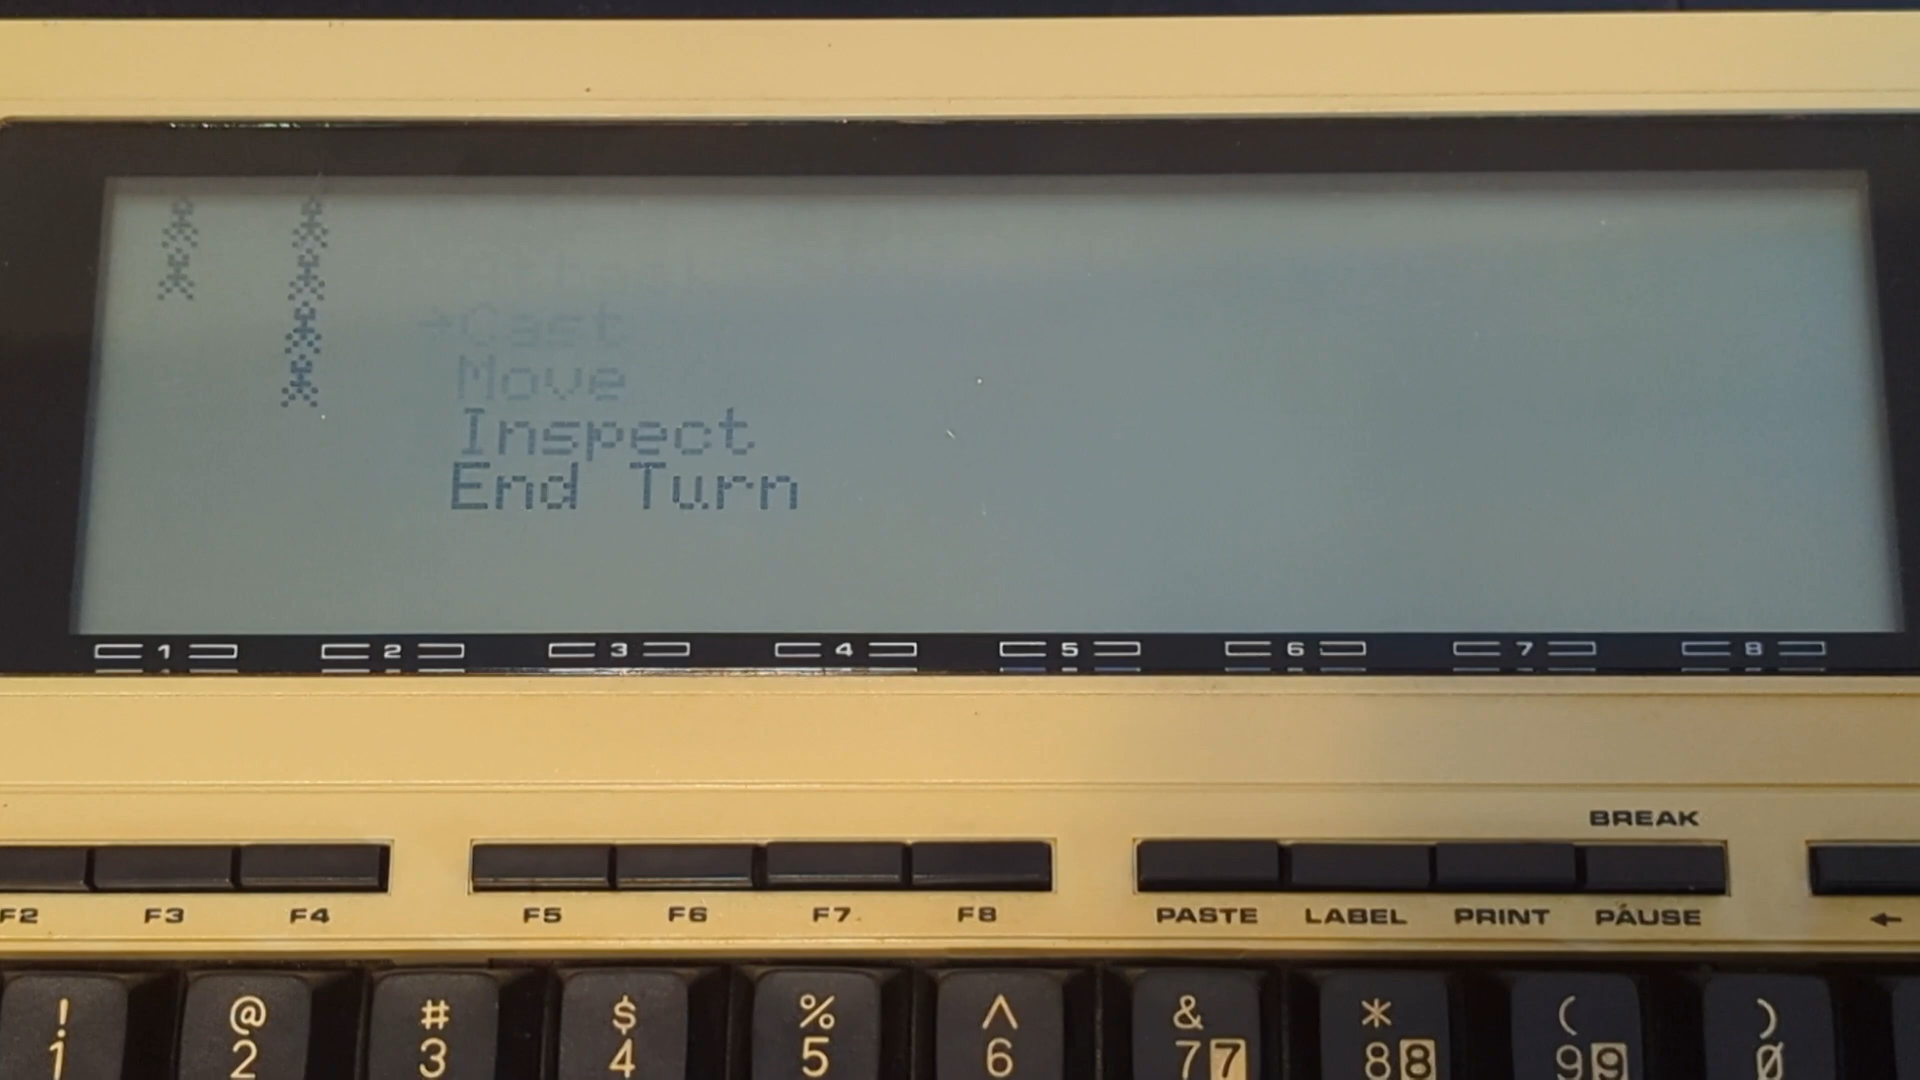 Attack
→Cast
Move
Inspect
End Turn
1 2 3 4 5 6 7 8
BREAK
F2 F3 F4 F5 F6 F7 F8 PASTE LABEL PRINT PAUSE ←
! @ # $ % ^ & * ( )
1 2 3 4 5 6 7 7 8 8 9 9 0